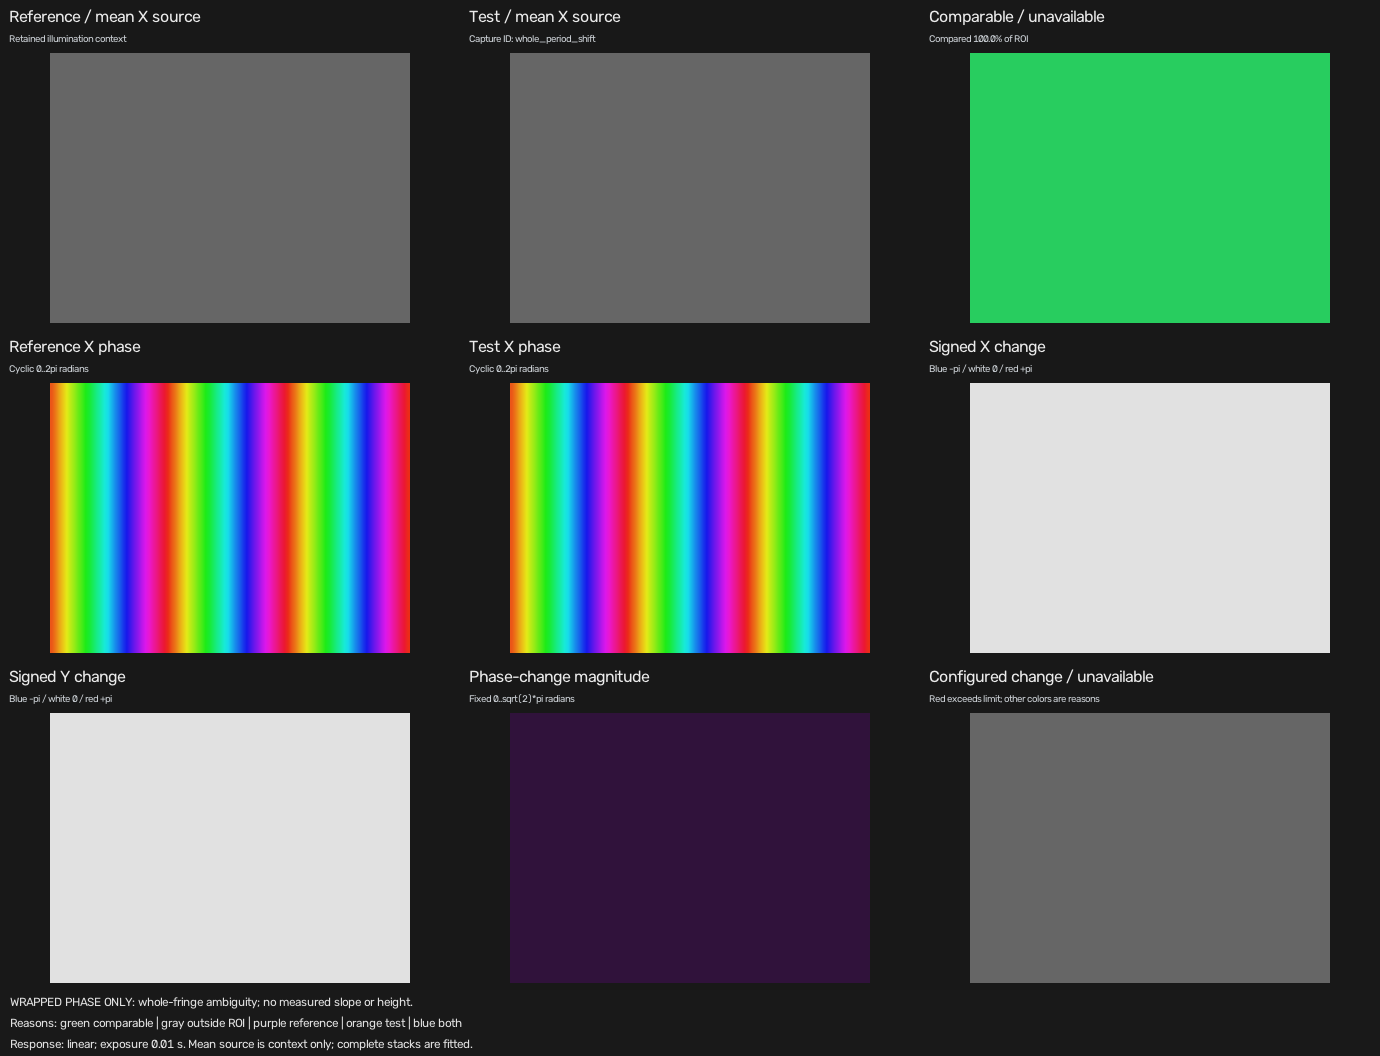 Reference / mean X source
Retained illumination context
Test / mean X source
Capture ID: whole_period_shift
Comparable / unavailable
Compared 100.0% of ROI
Reference X phase
Cyclic 0..2pi radians
Test X phase
Cyclic 0..2pi radians
Signed X change
Blue -pi / white 0 / red +pi
Signed Y change
Blue -pi / white 0 / red +pi
Phase-change magnitude
Fixed 0..sqrt(2)*pi radians
Configured change / unavailable
Red exceeds limit; other colors are reasons
WRAPPED PHASE ONLY: whole-fringe ambiguity; no measured slope or height.
Reasons: green comparable | gray outside ROI | purple reference | orange test | blue both
Response: linear; exposure 0.01 s. Mean source is context only; complete stacks are fitted.